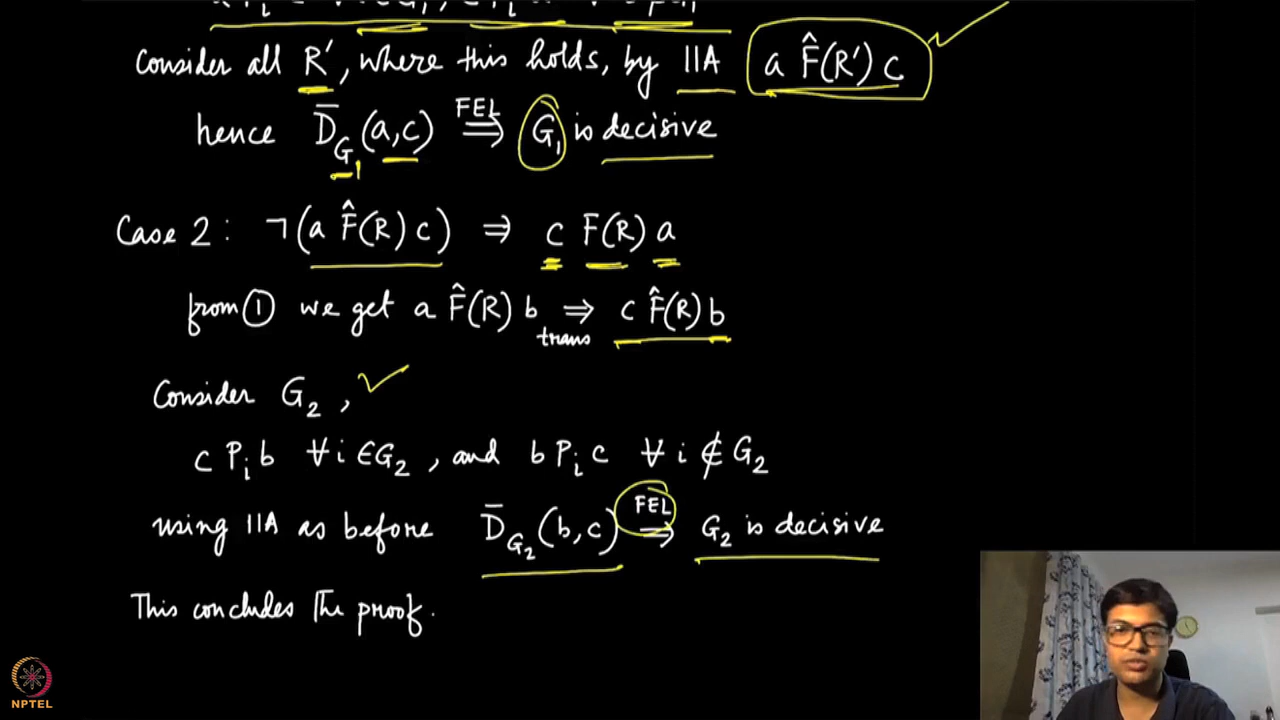 Consider all R', where this holds, by IIA a F̂(R') c
hence D̄_G₁(a,c) FEL ⇒ G₁ is decisive
Case 2: ¬(a F̂(R) c) ⇒ c F(R) a
from ① we get a F̂(R) b ⇒ trans c F̂(R) b
Consider G₂,
c Pᵢ b ∀ i ∈ G₂, and b Pᵢ c ∀ i ∉ G₂
using IIA as before D̄_G₂(b,c) FEL ⇒ G₂ is decisive
This concludes the proof.
NPTEL